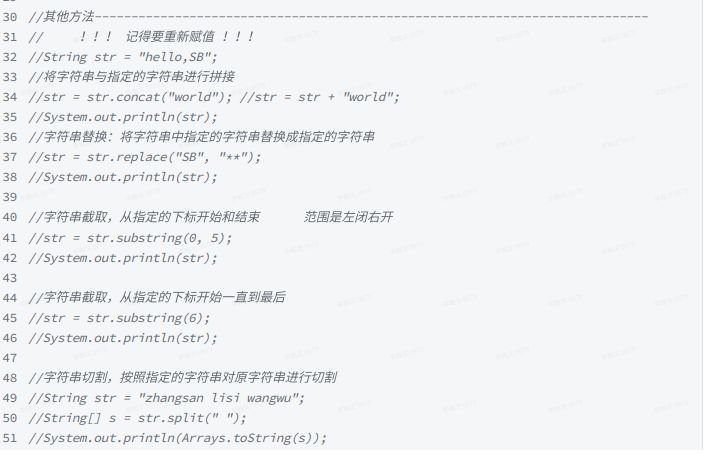 30 //其他方法----------------------------------------------------------------------------
31 //     ！！！ 记得要重新赋值 ！！！
32 //String str = "hello,SB";
33 //将字符串与指定的字符串进行拼接
34 //str = str.concat("world"); //str = str + "world";
35 //System.out.println(str);
36 //字符串替换：将字符串中指定的字符串替换成指定的字符串
37 //str = str.replace("SB", "**");
38 //System.out.println(str);
39
40 //字符串截取，从指定的下标开始和结束      范围是左闭右开
41 //str = str.substring(0, 5);
42 //System.out.println(str);
43
44 //字符串截取，从指定的下标开始一直到最后
45 //str = str.substring(6);
46 //System.out.println(str);
47
48 //字符串切割，按照指定的字符串对原字符串进行切割
49 //String str = "zhangsan lisi wangwu";
50 //String[] s = str.split(" ");
51 //System.out.println(Arrays.toString(s));